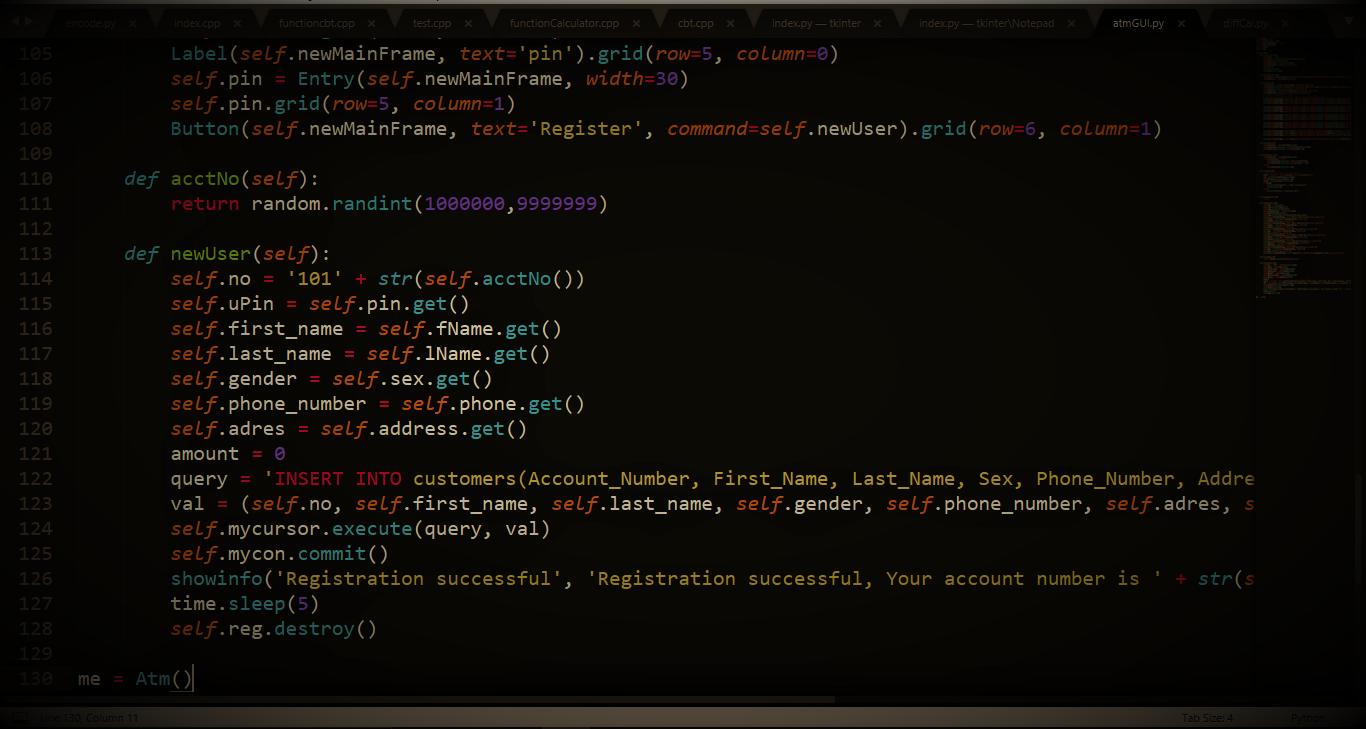 encode.py index.cpp functioncbt.cpp test.cpp functionCalculator.cpp cbt.cpp index.py — tkinter index.py — tkinter\Notepad atmGUI.py
105 Label(self.newMainFrame, text='pin').grid(row=5, column=0)
106 self.pin = Entry(self.newMainFrame, width=30)
107 self.pin.grid(row=5, column=1)
108 Button(self.newMainFrame, text='Register', command=self.newUser).grid(row=6, column=1)
109
110 def acctNo(self):
111 return random.randint(1000000,9999999)
112
113 def newUser(self):
114 self.no = '101' + str(self.acctNo())
115 self.uPin = self.pin.get()
116 self.first_name = self.fName.get()
117 self.last_name = self.lName.get()
118 self.gender = self.sex.get()
119 self.phone_number = self.phone.get()
120 self.adres = self.address.get()
121 amount = 0
122 query = 'INSERT INTO customers(Account_Number, First_Name, Last_Name, Sex, Phone_Number, Addre
123 val = (self.no, self.first_name, self.last_name, self.gender, self.phone_number, self.adres, s
124 self.mycursor.execute(query, val)
125 self.mycon.commit()
126 showinfo('Registration successful', 'Registration successful, Your account number is ' + str(s
127 time.sleep(5)
128 self.reg.destroy()
129
130 me = Atm()
Line 130, Column 11 Tab Size: 4 Python